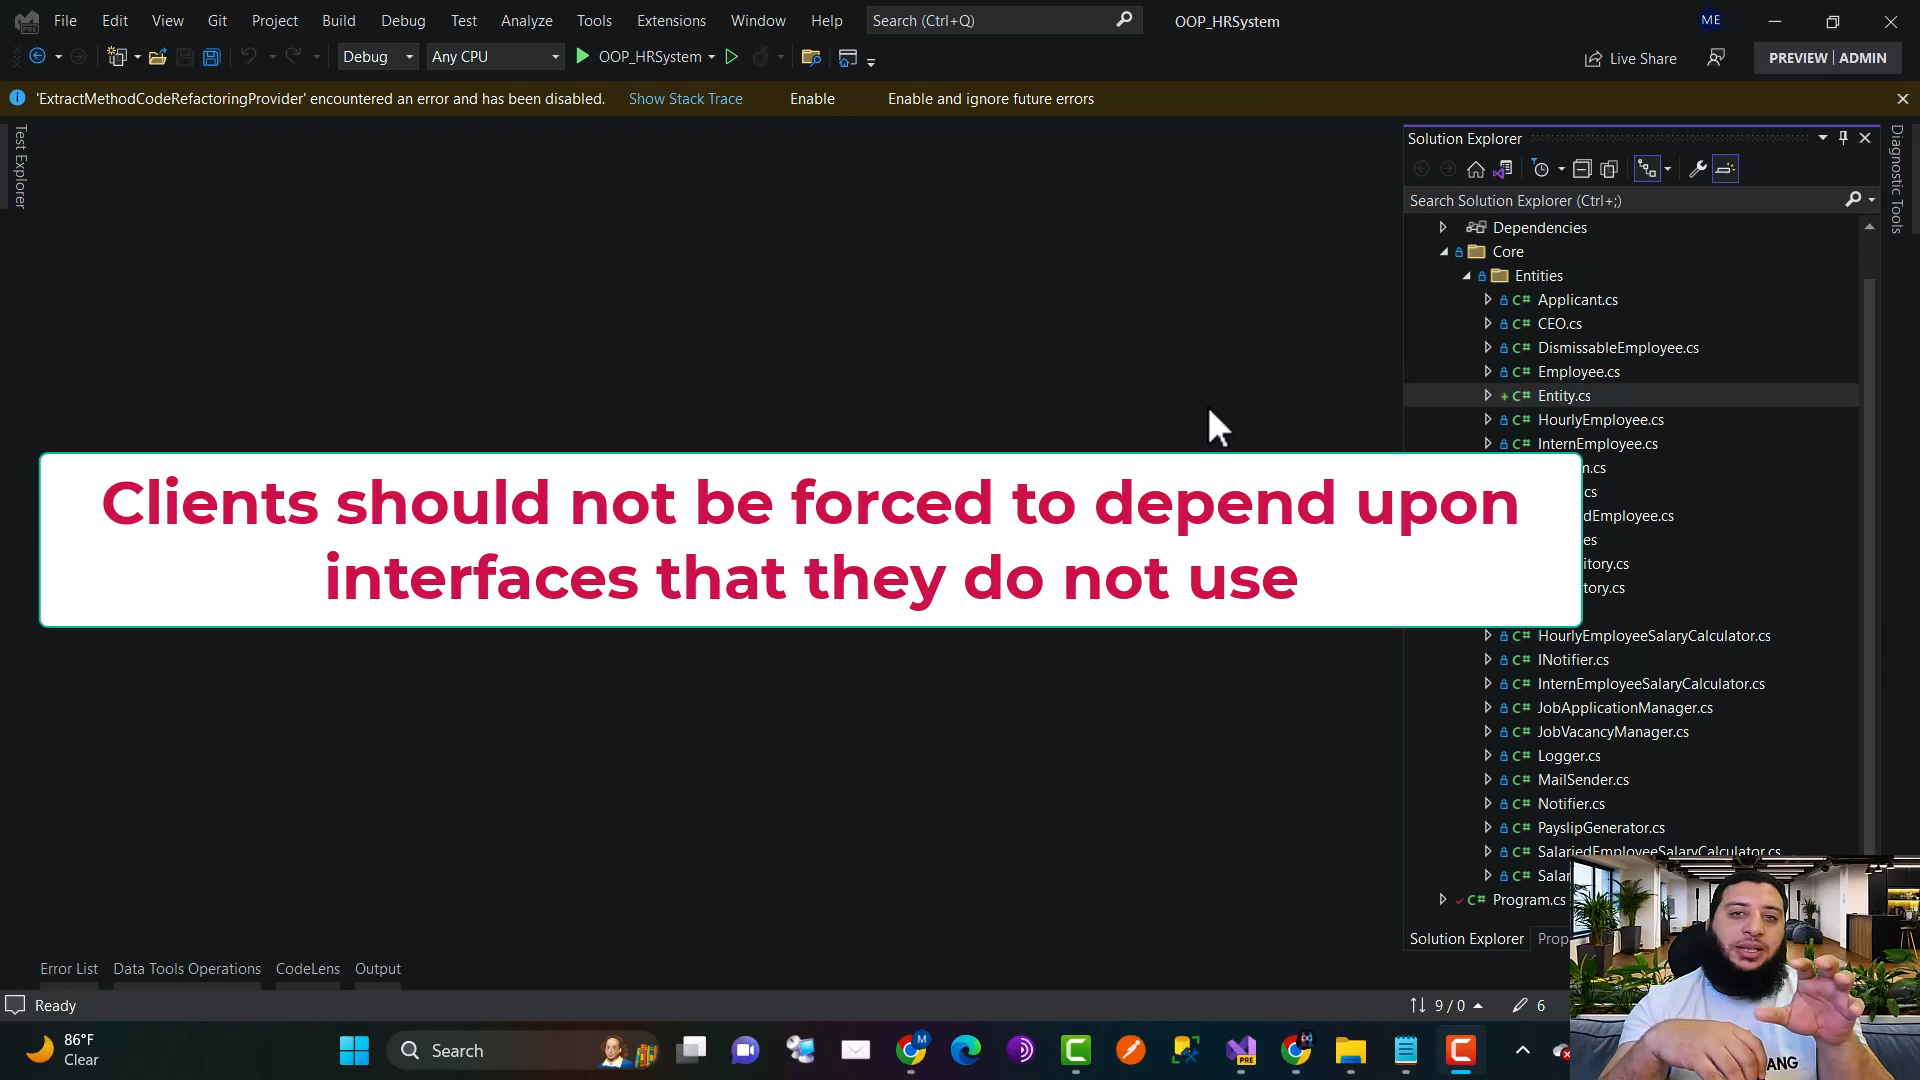 File Edit View Git Project Build Debug Test Analyze Tools Extensions Window Help Search (Ctrl+Q) OOP_HRSystem ME
Debug Any CPU OOP_HRSystem Live Share PREVIEW ADMIN
'ExtractMethodCodeRefactoringProvider' encountered an error and has been disabled. Show Stack Trace Enable Enable and ignore future errors
Test Explorer
Solution Explorer
Diagnostic Tools
Search Solution Explorer (Ctrl+;)
Dependencies
Core
Entities
C# Applicant.cs
C# CEO.cs
C# DismissableEmployee.cs
C# Employee.cs
+ C# Entity.cs
C# HourlyEmployee.cs
C# InternEmployee.cs
Clients should not be forced to depend upon
interfaces that they do not use
C# HourlyEmployeeSalaryCalculator.cs
C# INotifier.cs
C# InternEmployeeSalaryCalculator.cs
C# JobApplicationManager.cs
C# JobVacancyManager.cs
C# Logger.cs
C# MailSender.cs
C# Notifier.cs
C# PayslipGenerator.cs
C# SalariedEmployeeSalaryCalculator.cs
C# Salar
C# Program.cs
Solution Explorer Prop
Error List Data Tools Operations CodeLens Output
Ready 9 / 0 6
86°F
Clear
Search
M
PRE
ANG